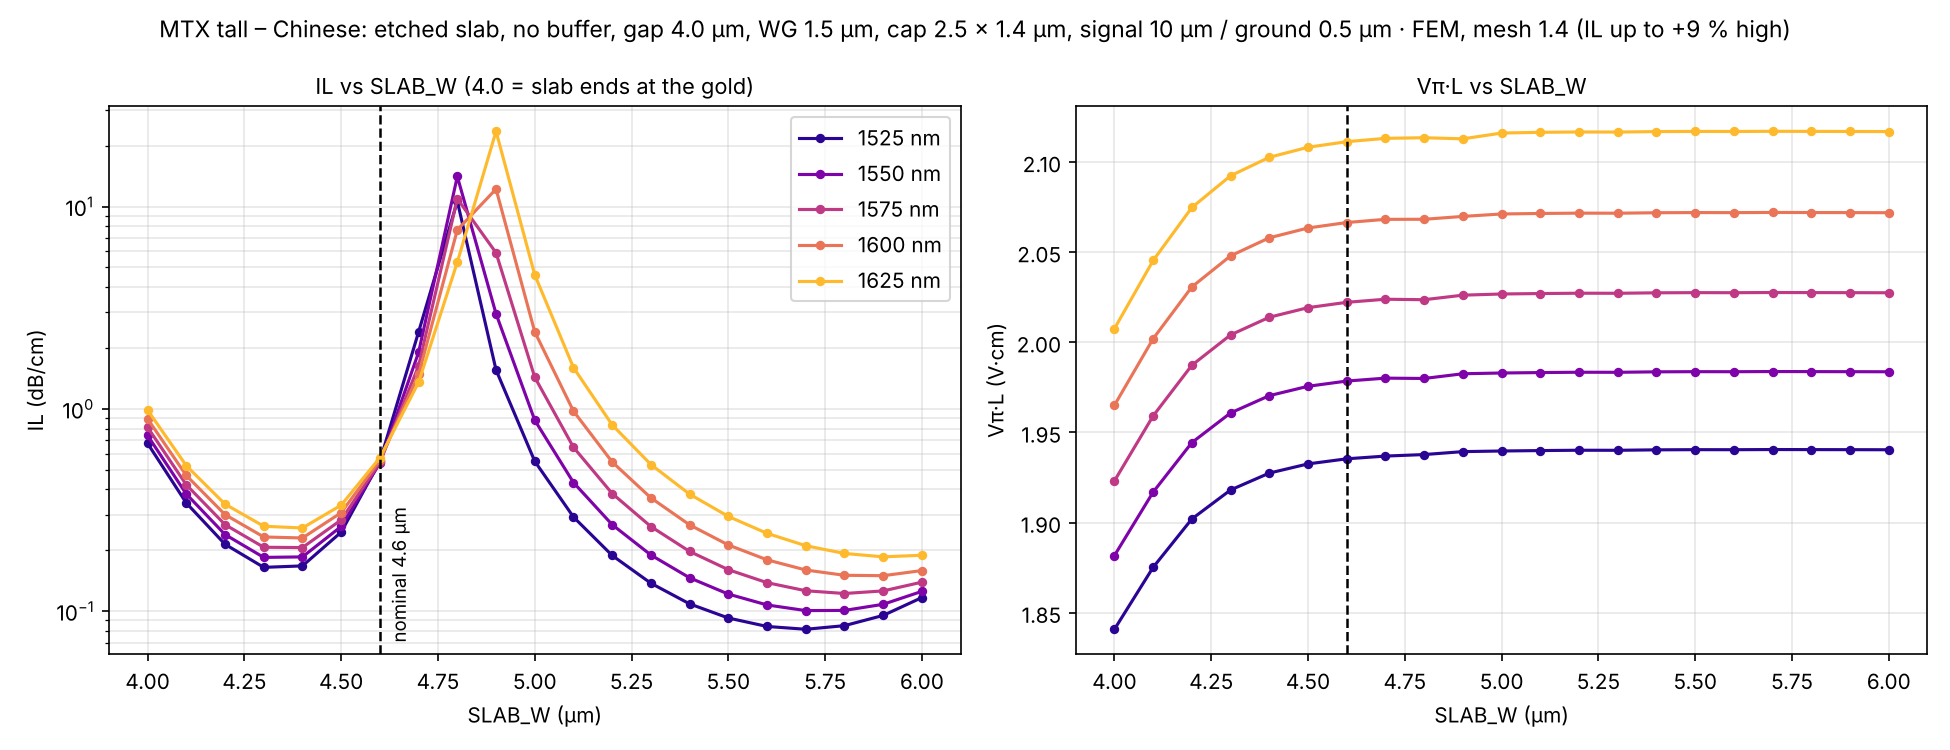 MTX tall – Chinese: etched slab, no buffer, gap 4.0 µm, WG 1.5 µm, cap 2.5 × 1.4 µm, signal 10 µm / ground 0.5 µm · FEM, mesh 1.4 (IL up to +9 % high)
IL vs SLAB_W (4.0 = slab ends at the gold)
IL (dB/cm)
10¹
10⁰
10⁻¹
1525 nm
1550 nm
1575 nm
1600 nm
1625 nm
nominal 4.6 µm
4.00 4.25 4.50 4.75 5.00 5.25 5.50 5.75 6.00
SLAB_W (µm)
Vπ·L vs SLAB_W
Vπ·L (V·cm)
2.10
2.05
2.00
1.95
1.90
1.85
4.00 4.25 4.50 4.75 5.00 5.25 5.50 5.75 6.00
SLAB_W (µm)